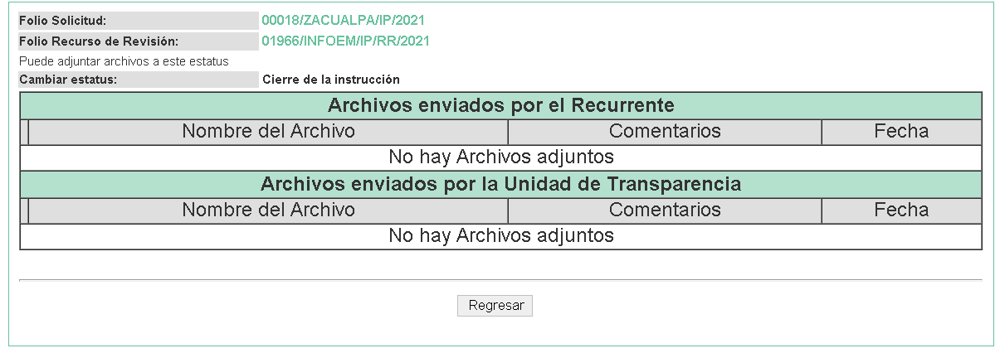 Folio Solicitud: 00018/ZACUALPA/IP/2021
Folio Recurso de Revisión: 01966/INFOEM/IP/RR/2021
Puede adjuntar archivos a este estatus
Cambiar estatus: Cierre de la instrucción
Archivos enviados por el Recurrente
Nombre del Archivo Comentarios Fecha
No hay Archivos adjuntos
Archivos enviados por la Unidad de Transparencia
Nombre del Archivo Comentarios Fecha
No hay Archivos adjuntos
Regresar